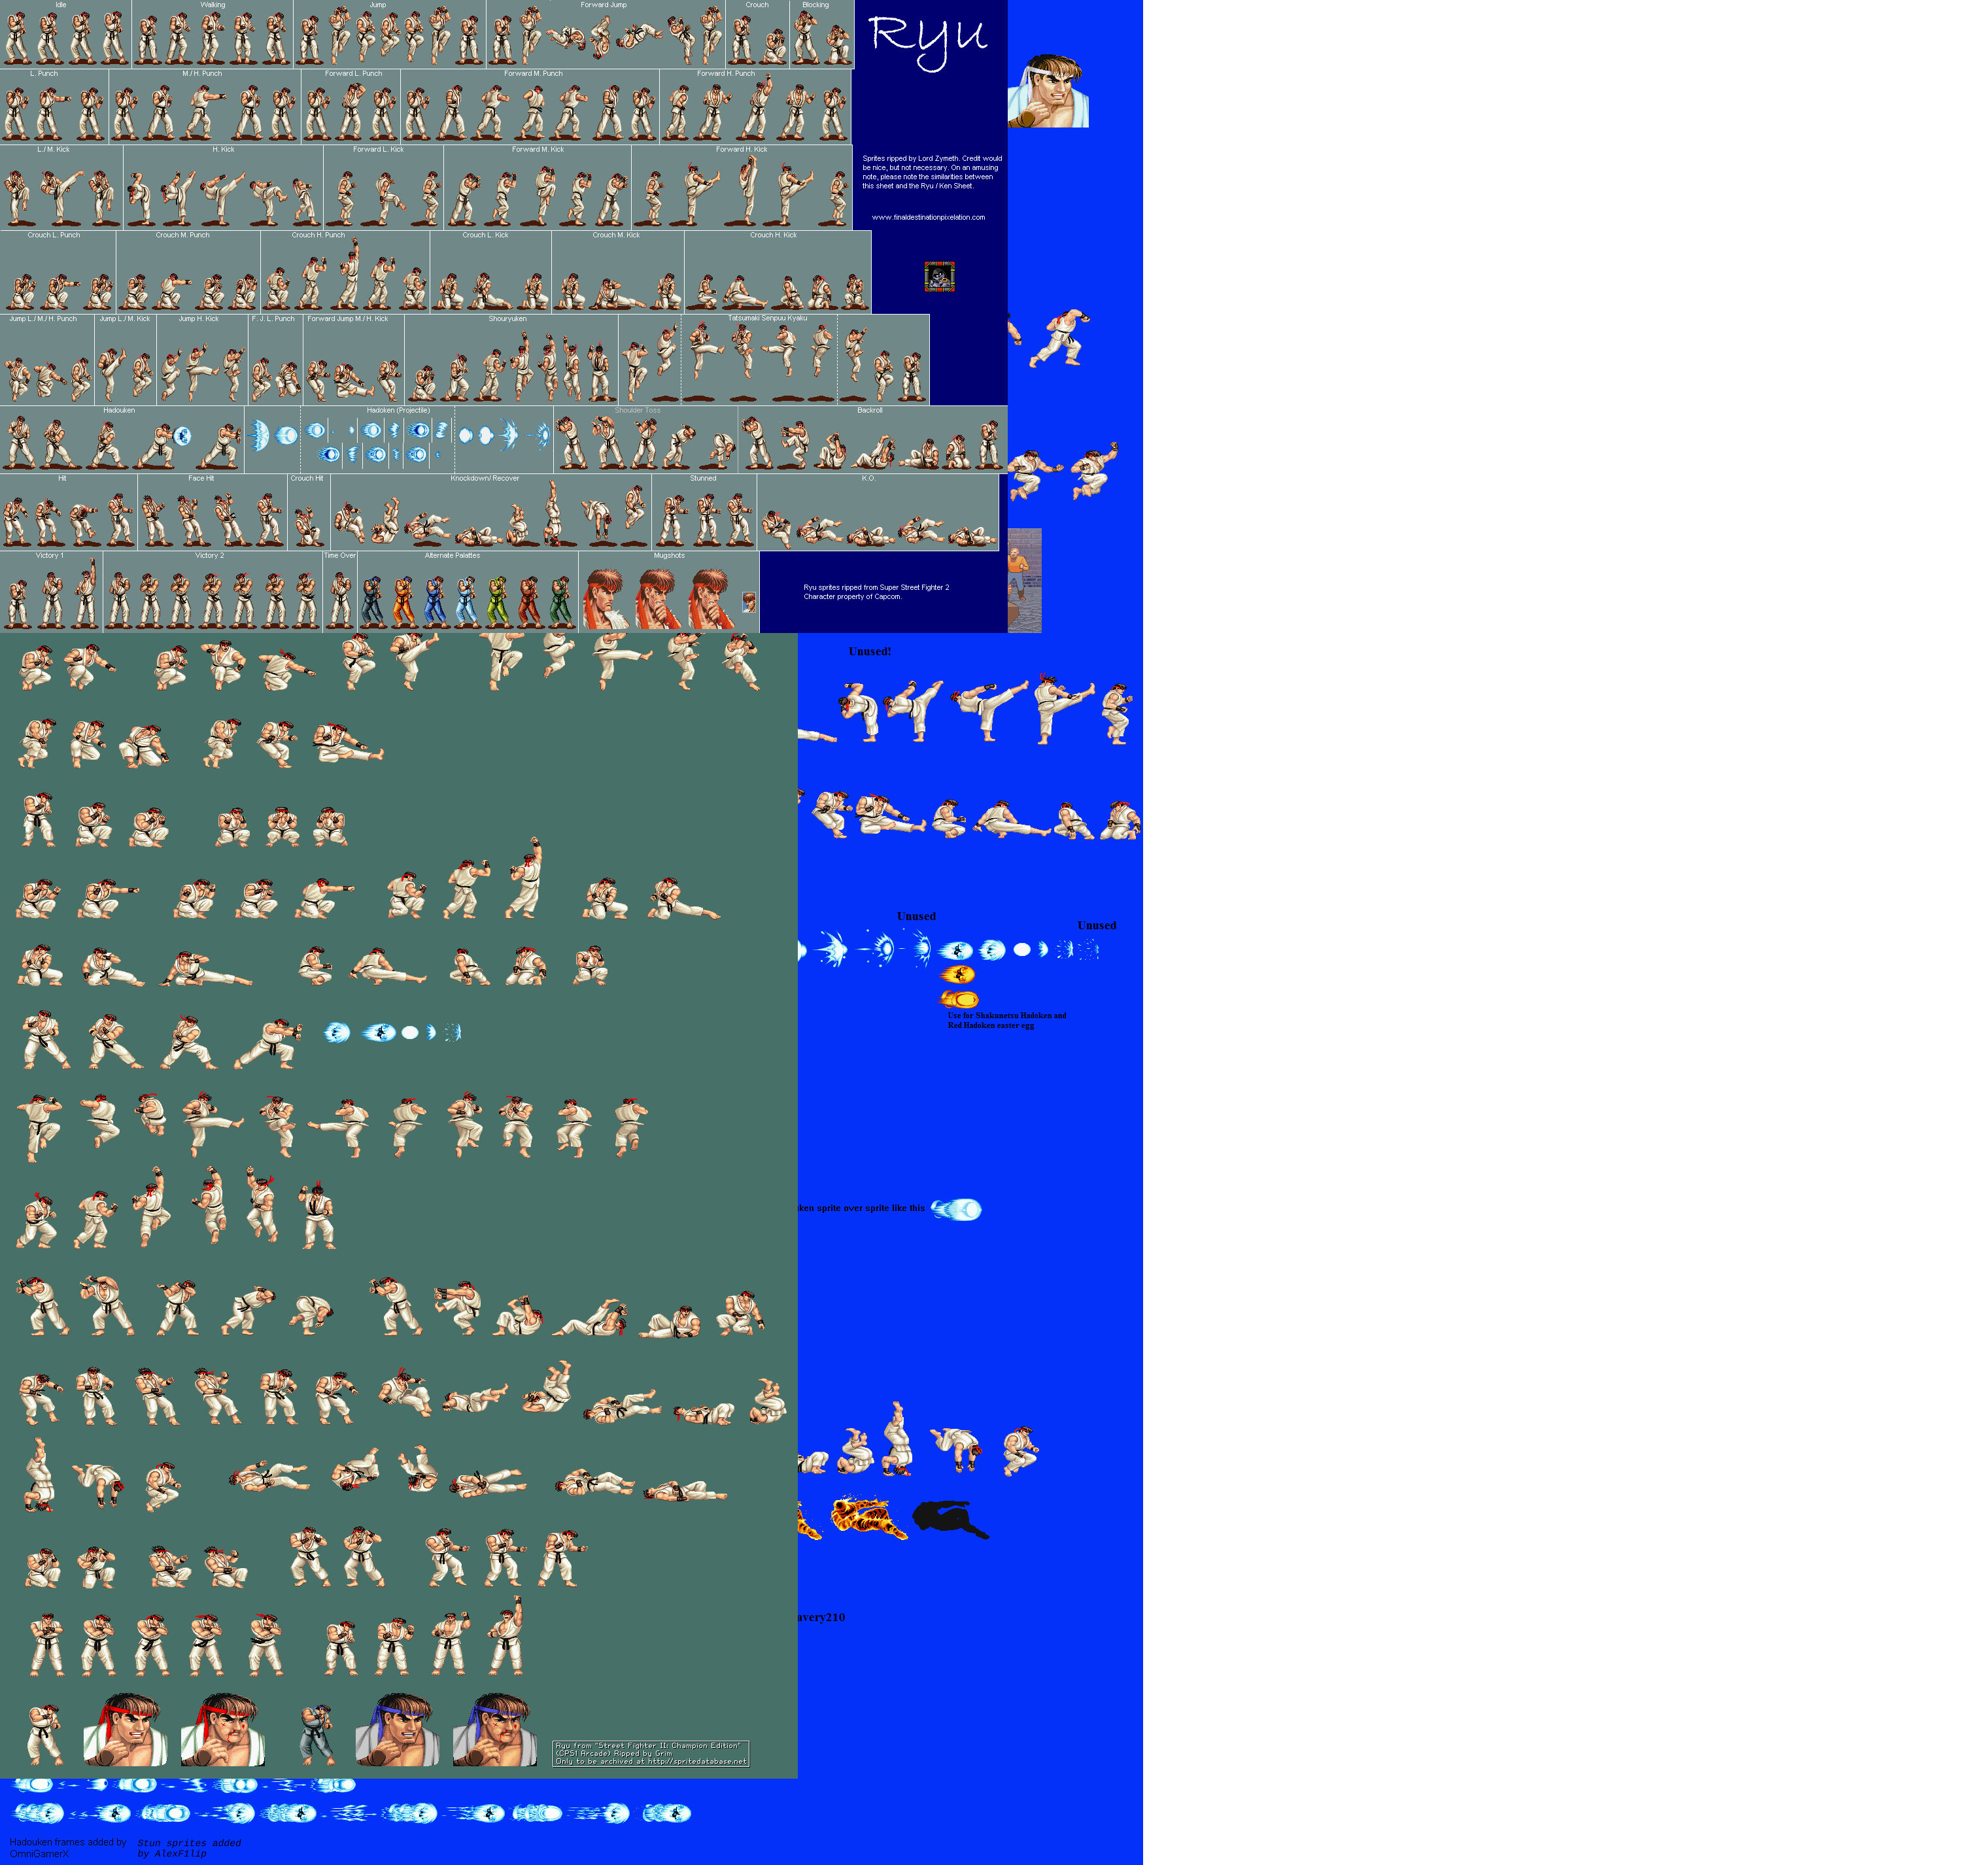 Idle
Walking
Jump
Forward Jump
Crouch
Blocking
Ryu
L. Punch
M./ H. Punch
Forward L. Punch
Forward M. Punch
Forward H. Punch
L./ M. Kick
H. Kick
Forward L. Kick
Forward M. Kick
Forward H. Kick
Sprites ripped by Lord Zymeth. Credit would
be nice, but not necessary. On an amusing
note, please note the similarities between
this sheet and the Ryu / Ken Sheet.
www.finaldestinationpixelation.com
Crouch L. Punch
Crouch M. Punch
Crouch H. Punch
Crouch L. Kick
Crouch M. Kick
Crouch H. Kick
Jump L./ M./ H. Punch
Jump L./ M. Kick
Jump H. Kick
F. J. L. Punch
Forward Jump M./ H. Kick
Shouryuken
Tatsumaki Senpuu Kyaku
Hadouken
Hadoken (Projectile)
Shoulder Toss
Backroll
Hit
Face Hit
Crouch Hit
Knockdown/ Recover
Stunned
K.O.
Victory 1
Victory 2
Time Over
Alternate Palattes
Mugshots
Ryu sprites ripped from Super Street Fighter 2
Character property of Capcom.
Unused!
Unused
Unused
Use for Shakunetsu Hadoken and
Red Hadoken easter egg
ken sprite over sprite like this
avery210
Ryu from "Street Fighter II: Champion Edition"
(CPS1 Arcade) Ripped by Grim
Only to be archived at http://spritedatabase.net
Hadouken frames added by
OmniGamerX
Stun sprites added
by AlexFilip